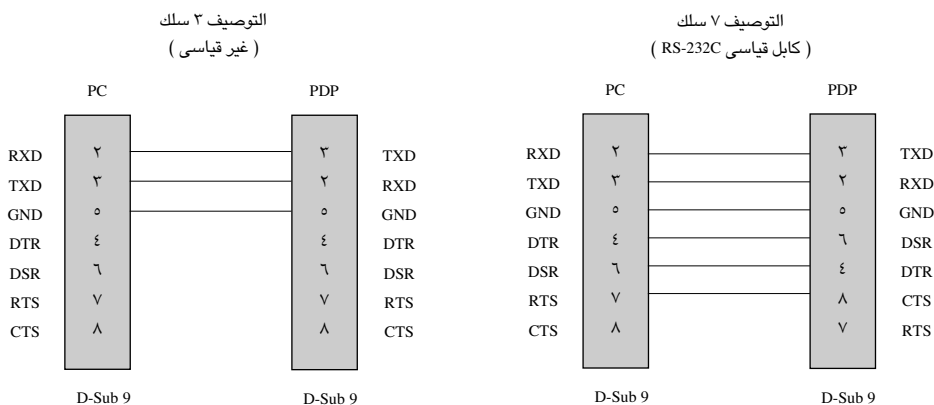 التوصيف ٣ سلك
( غير قياسى )
PC PDP
RXD ٢ ٣ TXD
TXD ٣ ٢ RXD
GND ٥ ٥ GND
DTR ٤ ٤ DTR
DSR ٦ ٦ DSR
RTS ٧ ٧ RTS
CTS ٨ ٨ CTS
D-Sub 9 D-Sub 9
التوصيف ٧ سلك
( كابل قياسى RS-232C )
PC PDP
RXD ٢ ٣ TXD
TXD ٣ ٢ RXD
GND ٥ ٥ GND
DTR ٤ ٦ DSR
DSR ٦ ٤ DTR
RTS ٧ ٨ CTS
CTS ٨ ٧ RTS
D-Sub 9 D-Sub 9